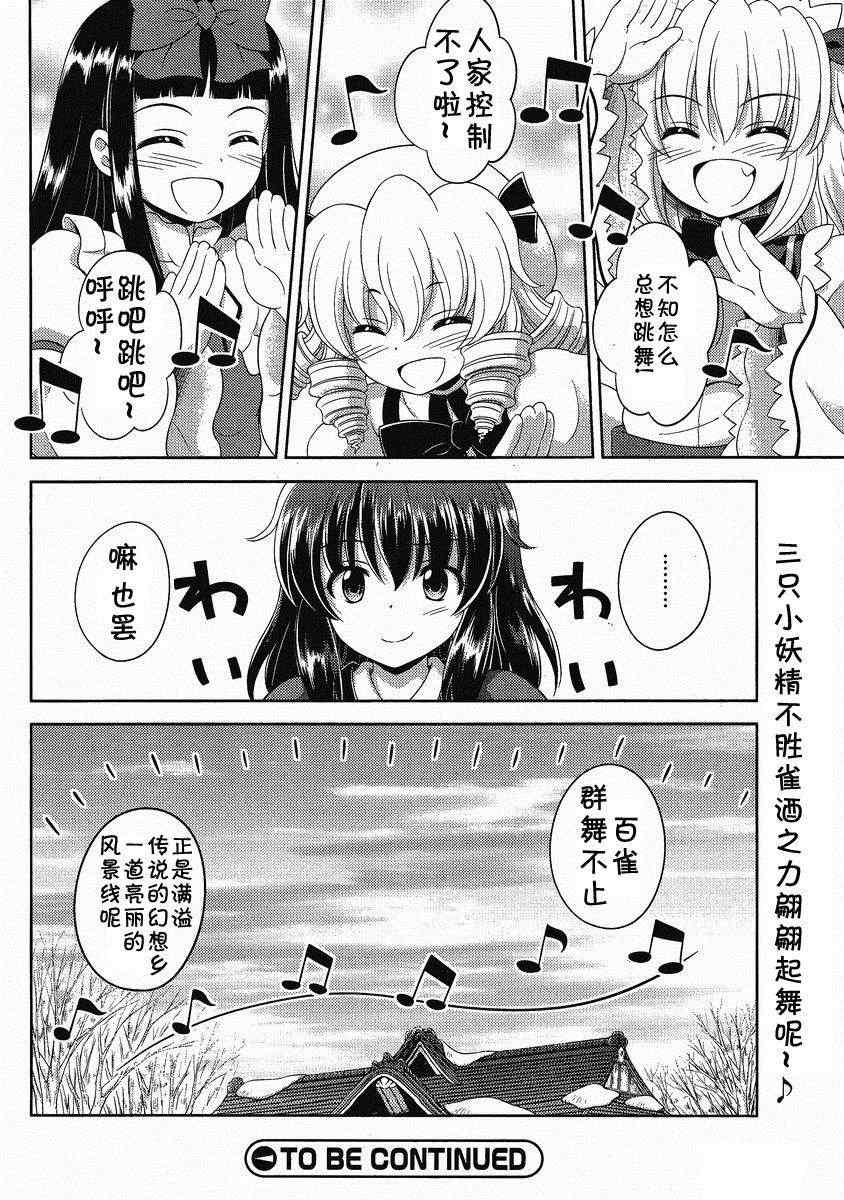 不知怎么
总想跳舞!
人家控制
不了啦~
跳吧跳吧~
呼呼~
………
わい
わい
嘛也罢
百雀
群舞不止
正是满溢
传说的幻想乡
一道亮丽的
风景线呢
三只小妖精不胜雀酒之力翩翩起舞呢~♪
TO BE CONTINUED